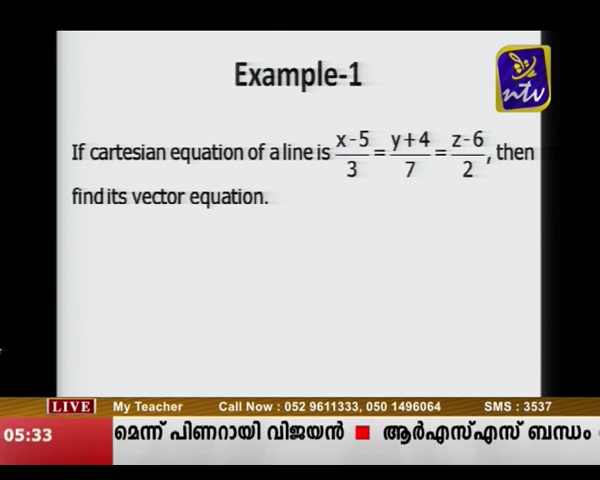 Example-1
ntv
If cartesian equation of a line is (x-5)/3 = (y+4)/7 = (z-6)/2, then
find its vector equation.
LIVE My Teacher Call Now : 052 9611333, 050 1496064 SMS : 3537
05:33 മെന്ന് പിണറായി വിജയൻ ആർഎസ്എസ് ബന്ധം